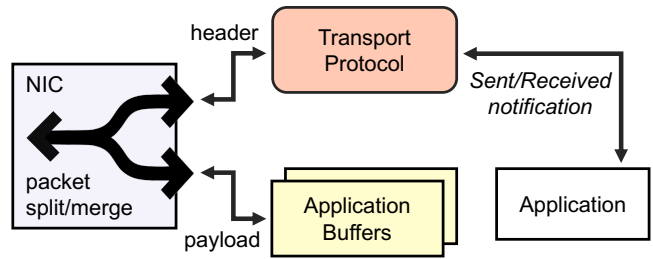 header
Transport
Protocol
NIC
Sent/Received
notification
packet
split/merge
payload
Application
Buffers
Application